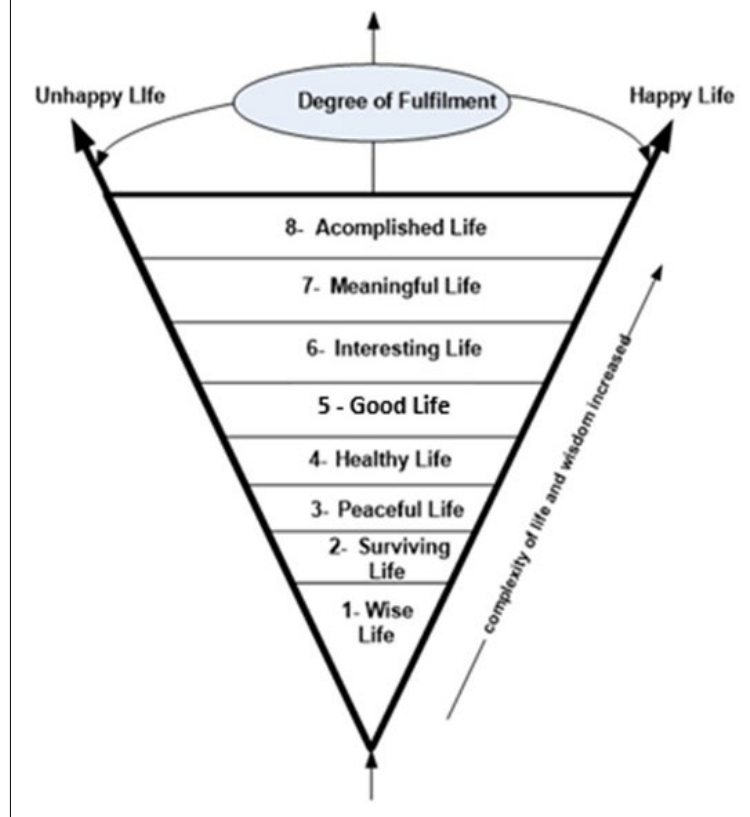 Unhappy LIfe
Degree of Fulfilment
Happy Life
8- Acomplished Life
7- Meaningful Life
6- Interesting Life
5 - Good Life
4- Healthy Life
3- Peaceful Life
2- Surviving
Life
1- Wise
Life
complexity of life and wisdom increased